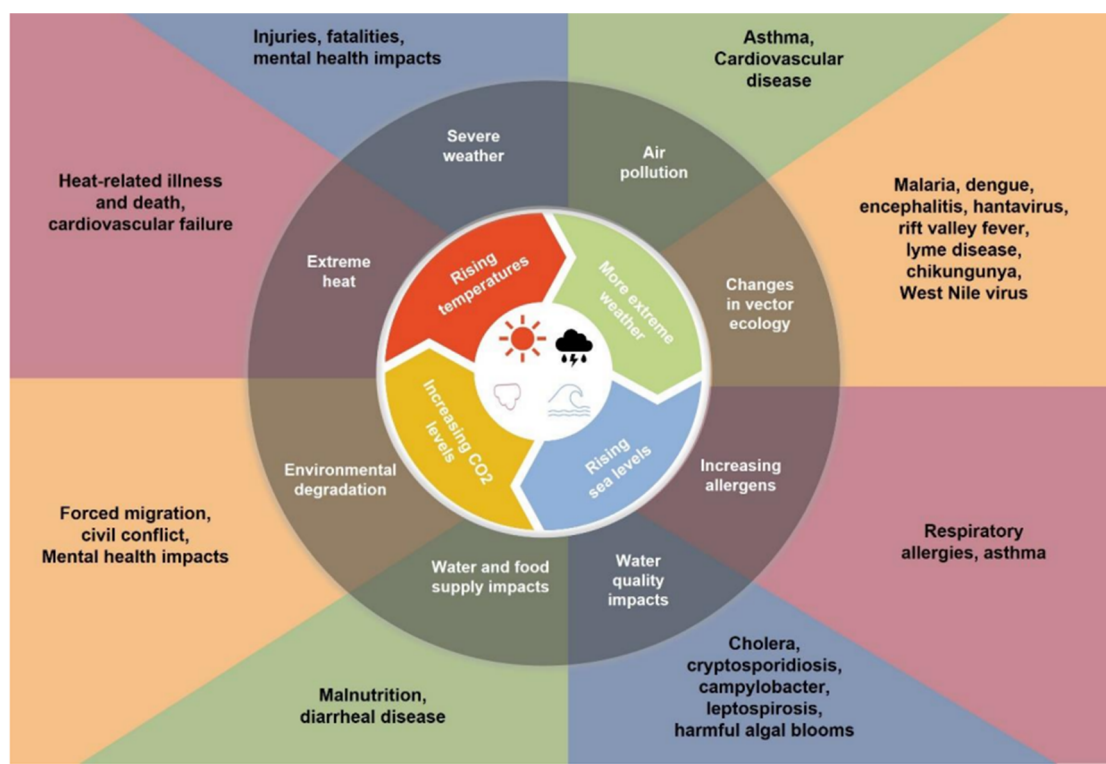 Injuries, fatalities,
mental health impacts
Asthma,
Cardiovascular
disease
Severe
weather
Air
pollution
Heat-related illness
and death,
cardiovascular failure
Malaria, dengue,
encephalitis, hantavirus,
rift valley fever,
lyme disease,
chikungunya,
West Nile virus
Extreme
heat
Changes
in vector
ecology
Rising
temperatures
More extreme
weather
Increasing CO2
levels
Rising
sea levels
Environmental
degradation
Increasing
allergens
Forced migration,
civil conflict,
Mental health impacts
Respiratory
allergies, asthma
Water and food
supply impacts
Water
quality
impacts
Malnutrition,
diarrheal disease
Cholera,
cryptosporidiosis,
campylobacter,
leptospirosis,
harmful algal blooms